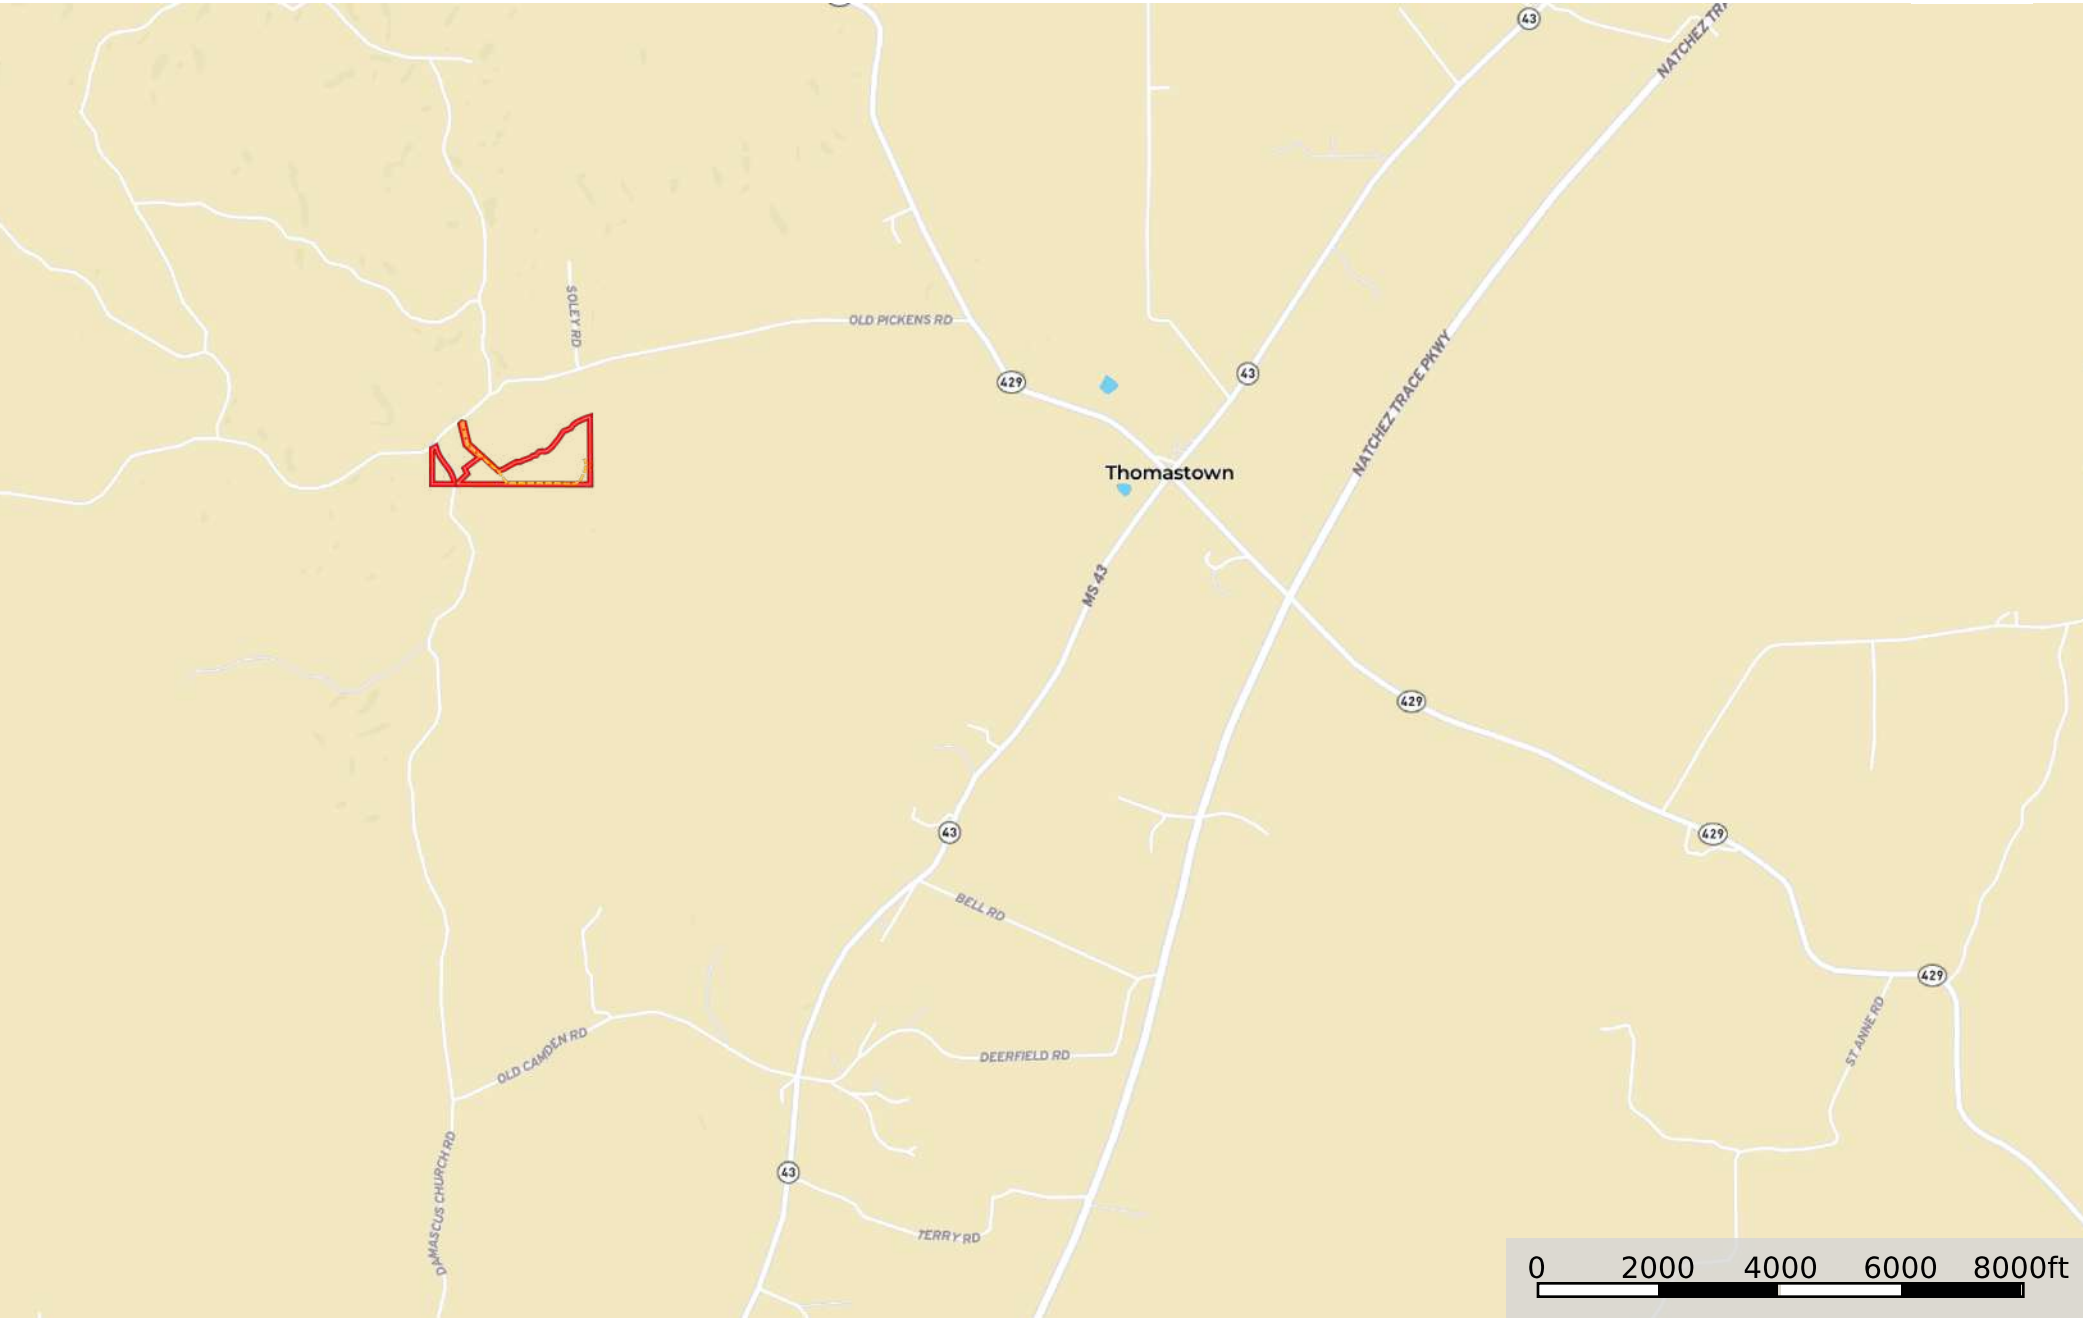 43
NATCHEZ TR
SOLEY RD
OLD PICKENS RD
429
43
NATCHEZ TRACE PKWY
Thomastown
MS 43
429
43
429
BELL RD
429
OLD CAMDEN RD
DEERFIELD RD
ST ANNE RD
DAMASCUS CHURCH RD
43
TERRY RD
0 2000 4000 6000 8000ft